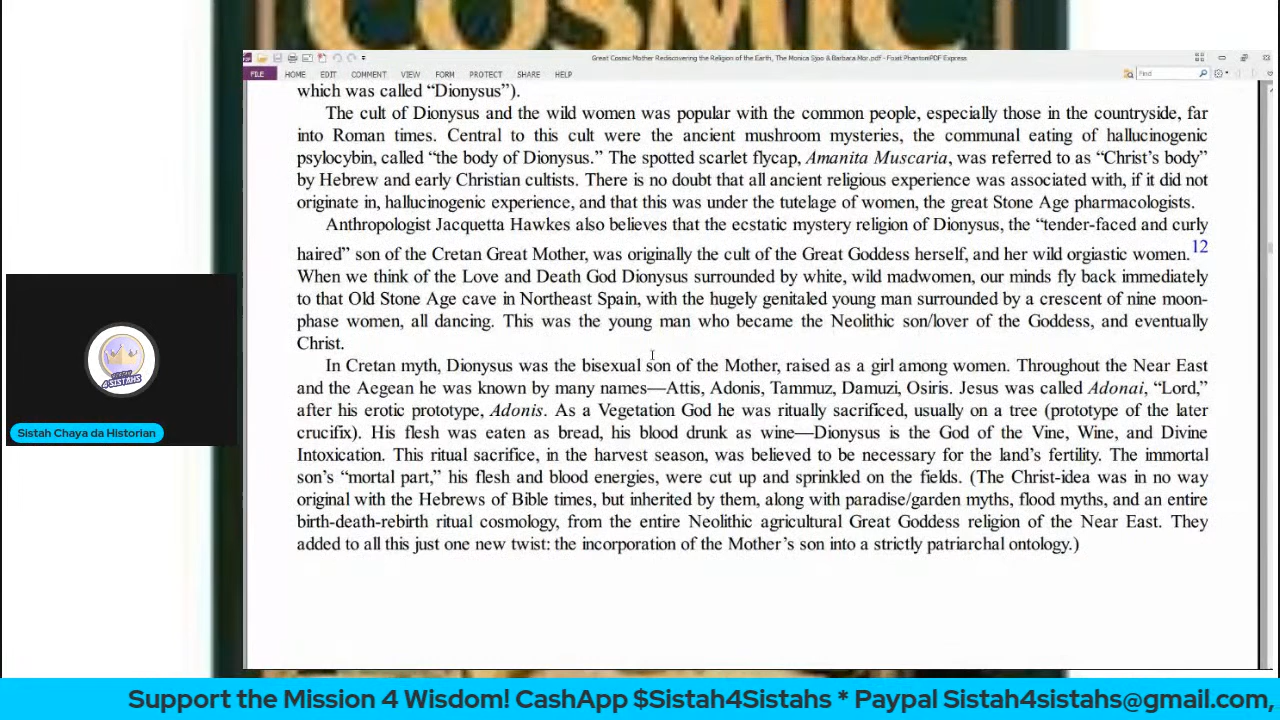 COSMIC
Great Cosmic Mother Rediscovering the Religion of the Earth, The Monica Sjoo & Barbara Mor.pdf - Foxit PhantomPDF Express
FILE HOME EDIT COMMENT VIEW FORM PROTECT SHARE HELP Find
which was called “Dionysus”).
The cult of Dionysus and the wild women was popular with the common people, especially those in the countryside, far
into Roman times. Central to this cult were the ancient mushroom mysteries, the communal eating of hallucinogenic
psylocybin, called “the body of Dionysus.” The spotted scarlet flycap, Amanita Muscaria, was referred to as “Christ’s body”
by Hebrew and early Christian cultists. There is no doubt that all ancient religious experience was associated with, if it did not
originate in, hallucinogenic experience, and that this was under the tutelage of women, the great Stone Age pharmacologists.
Anthropologist Jacquetta Hawkes also believes that the ecstatic mystery religion of Dionysus, the “tender-faced and curly
haired” son of the Cretan Great Mother, was originally the cult of the Great Goddess herself, and her wild orgiastic women.12
When we think of the Love and Death God Dionysus surrounded by white, wild madwomen, our minds fly back immediately
to that Old Stone Age cave in Northeast Spain, with the hugely genitaled young man surrounded by a crescent of nine moon-
phase women, all dancing. This was the young man who became the Neolithic son/lover of the Goddess, and eventually
Christ.
In Cretan myth, Dionysus was the bisexual son of the Mother, raised as a girl among women. Throughout the Near East
and the Aegean he was known by many names—Attis, Adonis, Tammuz, Damuzi, Osiris. Jesus was called Adonai, “Lord,”
after his erotic prototype, Adonis. As a Vegetation God he was ritually sacrificed, usually on a tree (prototype of the later
crucifix). His flesh was eaten as bread, his blood drunk as wine—Dionysus is the God of the Vine, Wine, and Divine
Intoxication. This ritual sacrifice, in the harvest season, was believed to be necessary for the land’s fertility. The immortal
son’s “mortal part,” his flesh and blood energies, were cut up and sprinkled on the fields. (The Christ-idea was in no way
original with the Hebrews of Bible times, but inherited by them, along with paradise/garden myths, flood myths, and an entire
birth-death-rebirth ritual cosmology, from the entire Neolithic agricultural Great Goddess religion of the Near East. They
added to all this just one new twist: the incorporation of the Mother’s son into a strictly patriarchal ontology.)
4 SISTAHS
Sistah Chaya da Historian
Support the Mission 4 Wisdom! CashApp $Sistah4Sistahs * Paypal Sistah4sistahs@gmail.com,